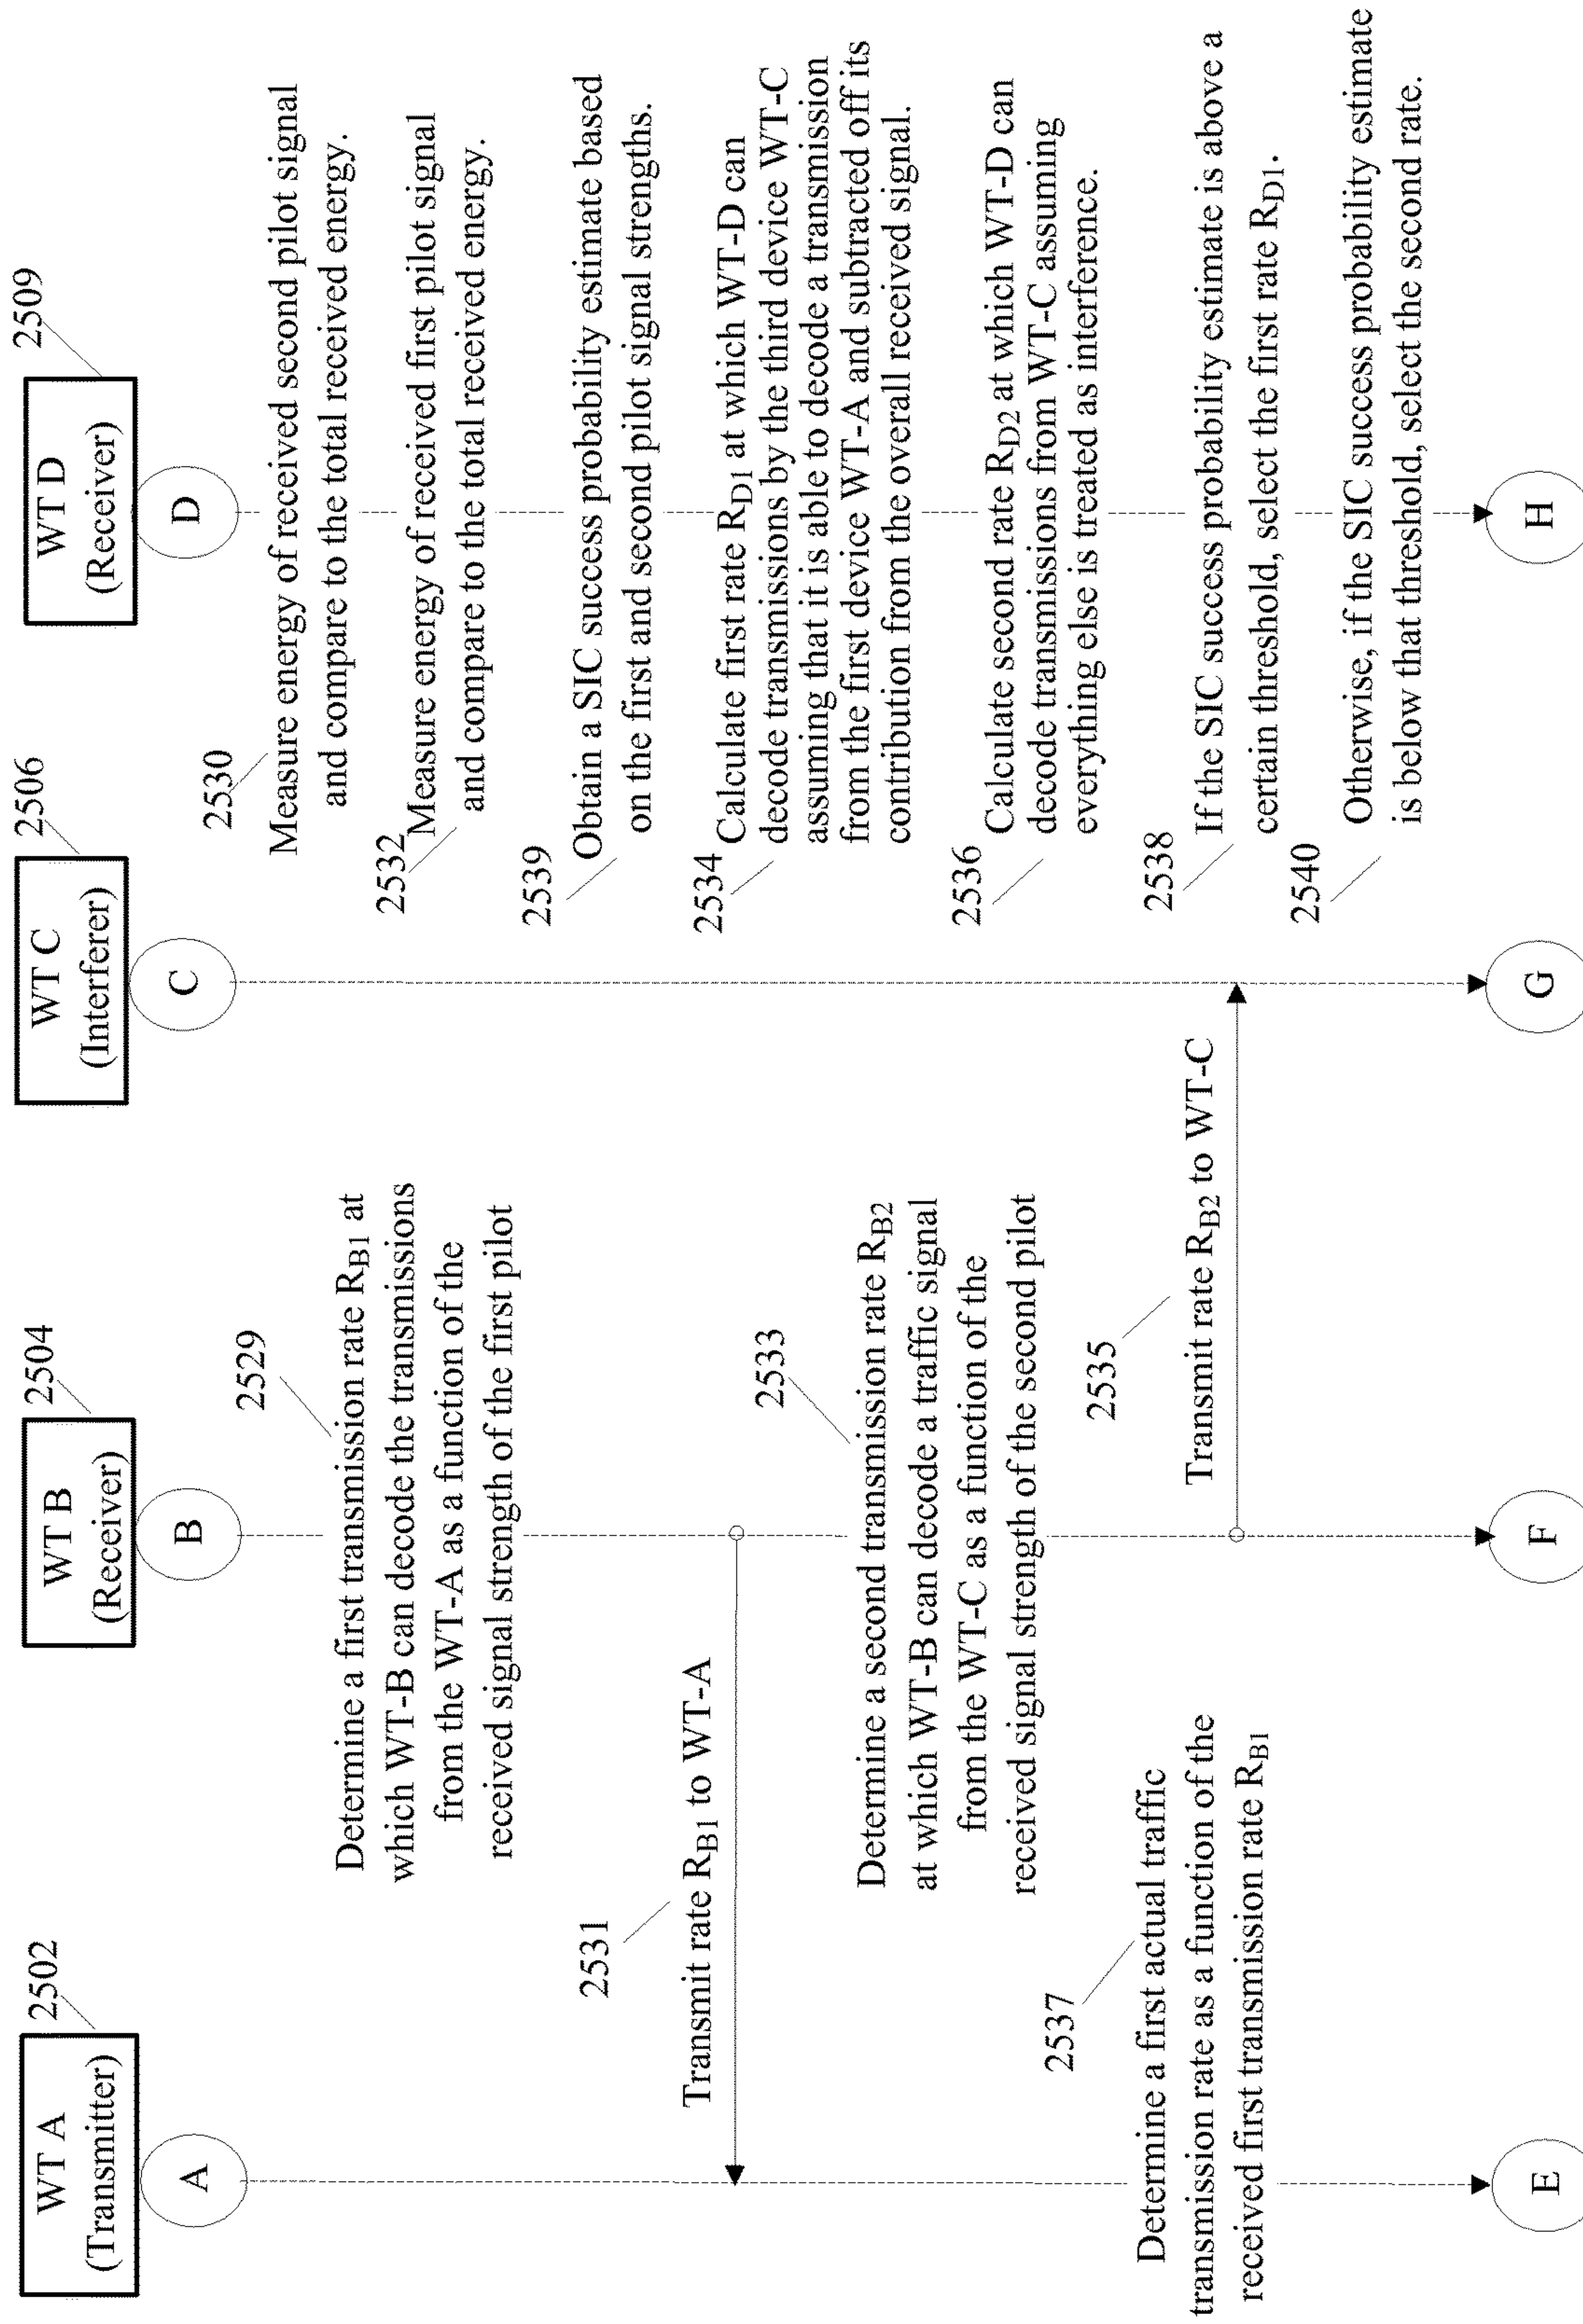 WT A
(Transmitter)
2502
WT B
(Receiver)
2504
WT C
(Interferer)
2506
WT D
(Receiver)
2509
A
B
C
D
2530
Measure energy of received second pilot signal
and compare to the total received energy.
2529
Determine a first transmission rate RB1 at
which WT-B can decode the transmissions
from the WT-A as a function of the
received signal strength of the first pilot
2532
Measure energy of received first pilot signal
and compare to the total received energy.
2539
Obtain a SIC success probability estimate based
on the first and second pilot signal strengths.
2531
Transmit rate RB1 to WT-A
2534
Calculate first rate RD1 at which WT-D can
decode transmissions by the third device WT-C
assuming that it is able to decode a transmission
from the first device WT-A and subtracted off its
contribution from the overall received signal.
2533
Determine a second transmission rate RB2
at which WT-B can decode a traffic signal
from the WT-C as a function of the
received signal strength of the second pilot
2536
Calculate second rate RD2 at which WT-D can
decode transmissions from WT-C assuming
everything else is treated as interference.
2535
Transmit rate RB2 to WT-C
2537
Determine a first actual traffic
transmission rate as a function of the
received first transmission rate RB1
2538
If the SIC success probability estimate is above a
certain threshold, select the first rate RD1.
2540
Otherwise, if the SIC success probability estimate
is below that threshold, select the second rate.
E
F
G
H